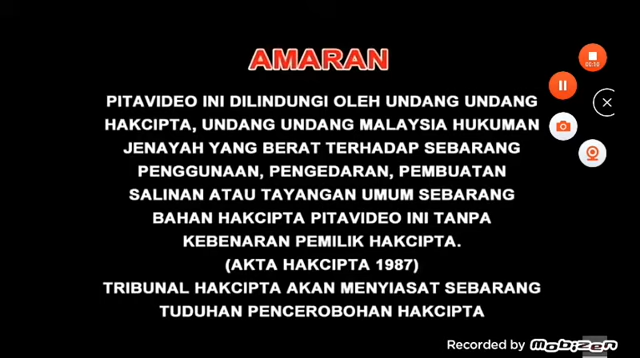 AMARAN
PITAVIDEO INI DILINDUNGI OLEH UNDANG UNDANG
HAKCIPTA, UNDANG UNDANG MALAYSIA HUKUMAN
JENAYAH YANG BERAT TERHADAP SEBARANG
PENGGUNAAN, PENGEDARAN, PEMBUATAN
SALINAN ATAU TAYANGAN UMUM SEBARANG
BAHAN HAKCIPTA PITAVIDEO INI TANPA
KEBENARAN PEMILIK HAKCIPTA.
(AKTA HAKCIPTA 1987)
TRIBUNAL HAKCIPTA AKAN MENYIASAT SEBARANG
TUDUHAN PENCEROBOHAN HAKCIPTA
Recorded by Mobizen